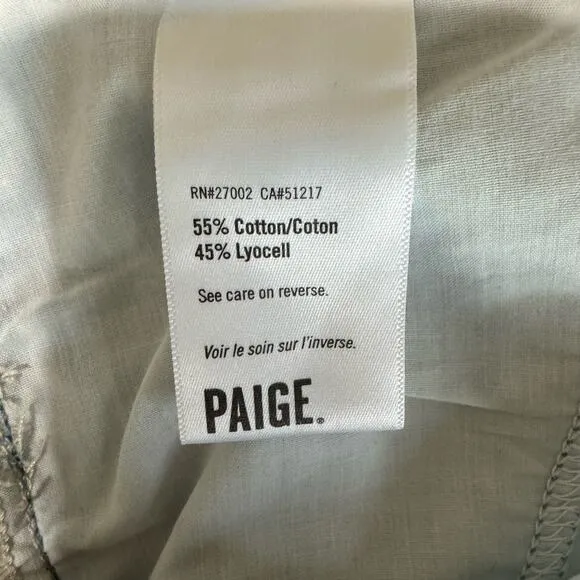 RN#27002 CA#51217
55% Cotton/Coton
45% Lyocell
See care on reverse.
Voir le soin sur l'inverse.
PAIGE®